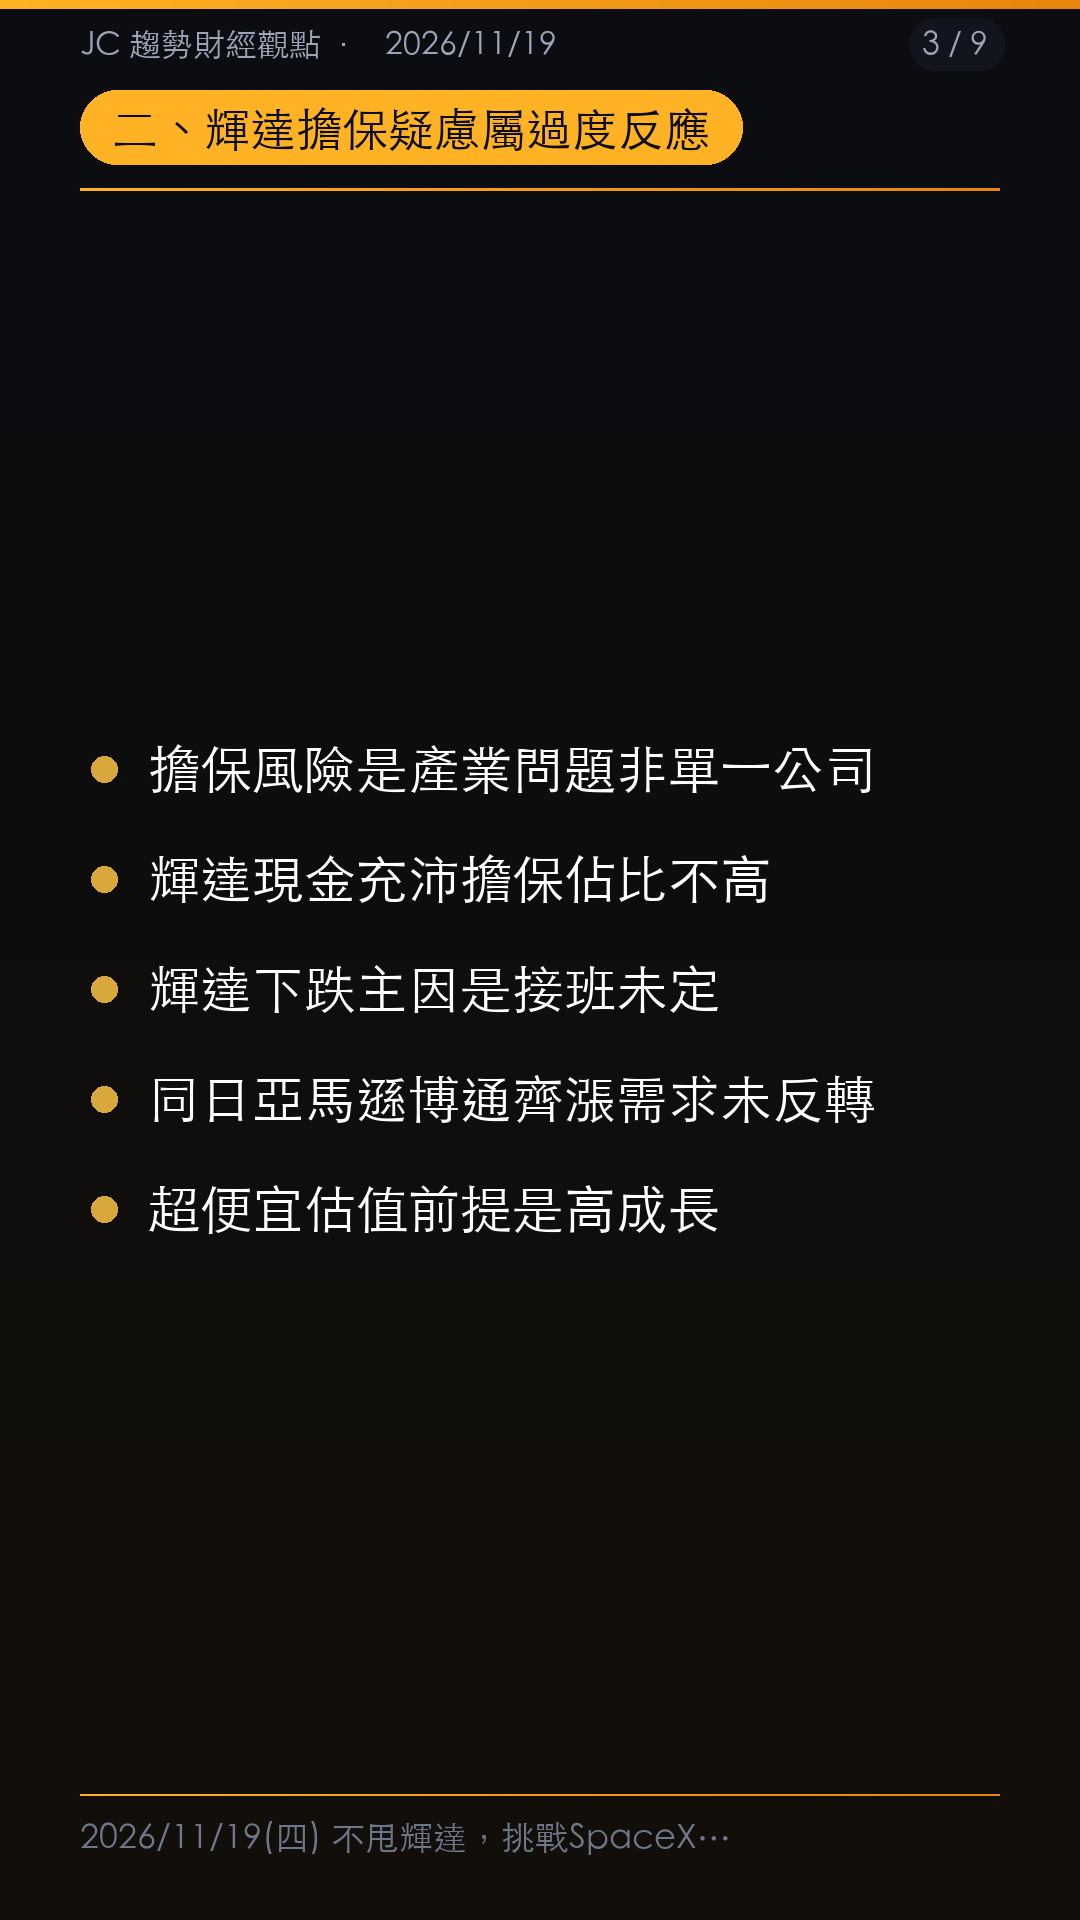 JC 趨勢財經觀點 · 2026/11/19
3 / 9
二、輝達擔保疑慮屬過度反應
擔保風險是產業問題非單一公司
輝達現金充沛擔保佔比不高
輝達下跌主因是接班未定
同日亞馬遜博通齊漲需求未反轉
超便宜估值前提是高成長
2026/11/19(四) 不甩輝達，挑戰SpaceX⋯